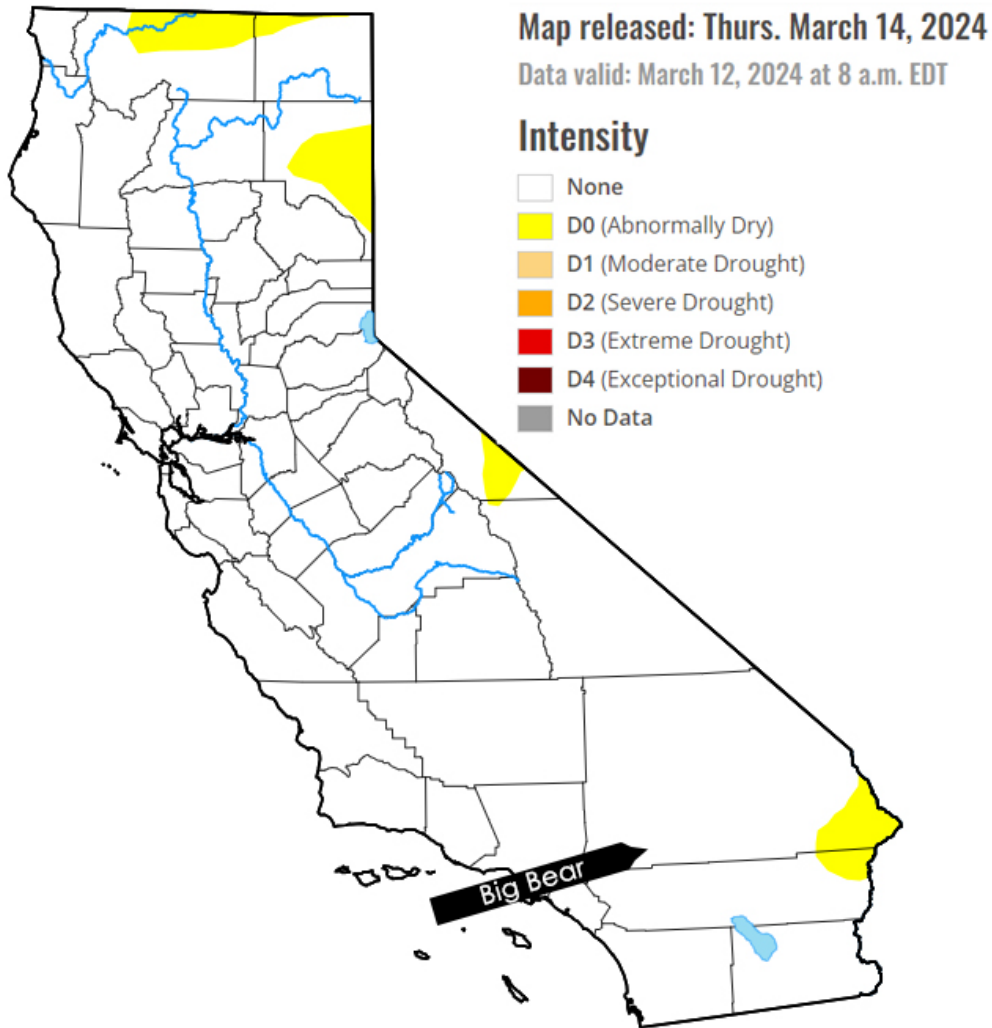 Map released: Thurs. March 14, 2024
Data valid: March 12, 2024 at 8 a.m. EDT
Intensity
None
D0 (Abnormally Dry)
D1 (Moderate Drought)
D2 (Severe Drought)
D3 (Extreme Drought)
D4 (Exceptional Drought)
No Data
Big Bear